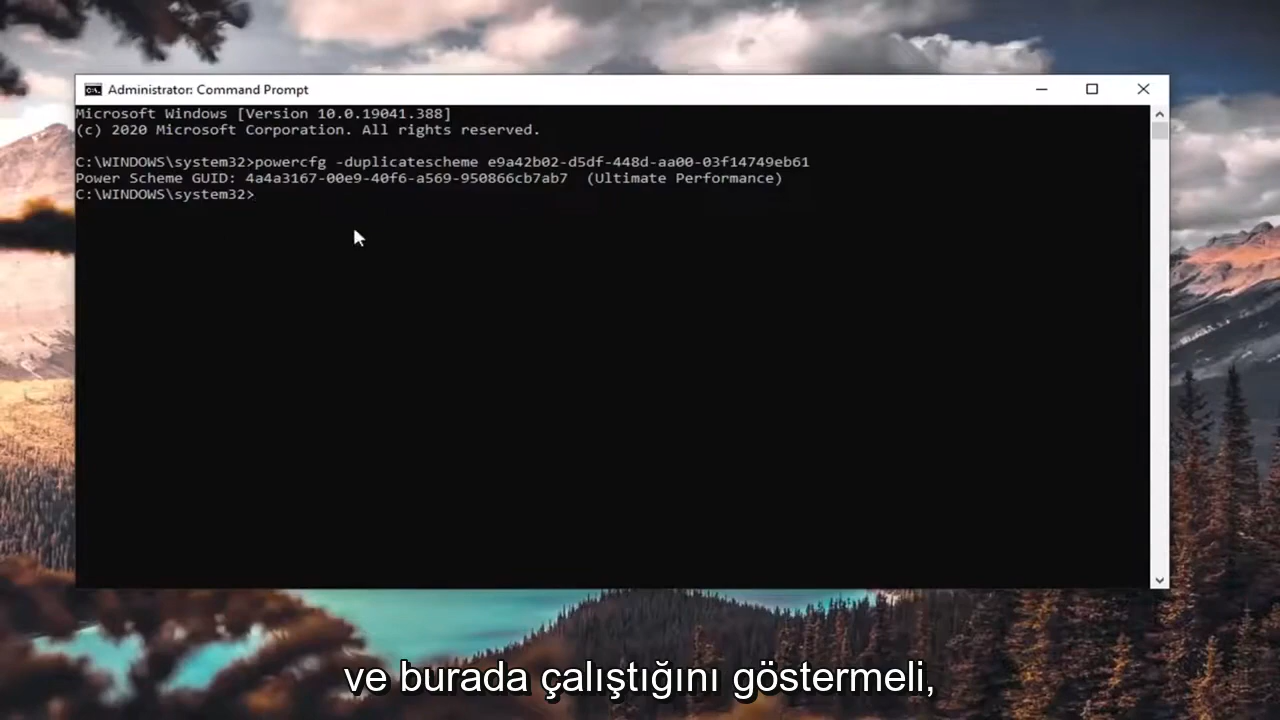 Administrator: Command Prompt
Microsoft Windows [Version 10.0.19041.388]
(c) 2020 Microsoft Corporation. All rights reserved.
C:\WINDOWS\system32>powercfg -duplicatescheme e9a42b02-d5df-448d-aa00-03f14749eb61
Power Scheme GUID: 4a4a3167-00e9-40f6-a569-950866cb7ab7  (Ultimate Performance)
C:\WINDOWS\system32>
ve burada çalıştığını göstermeli,